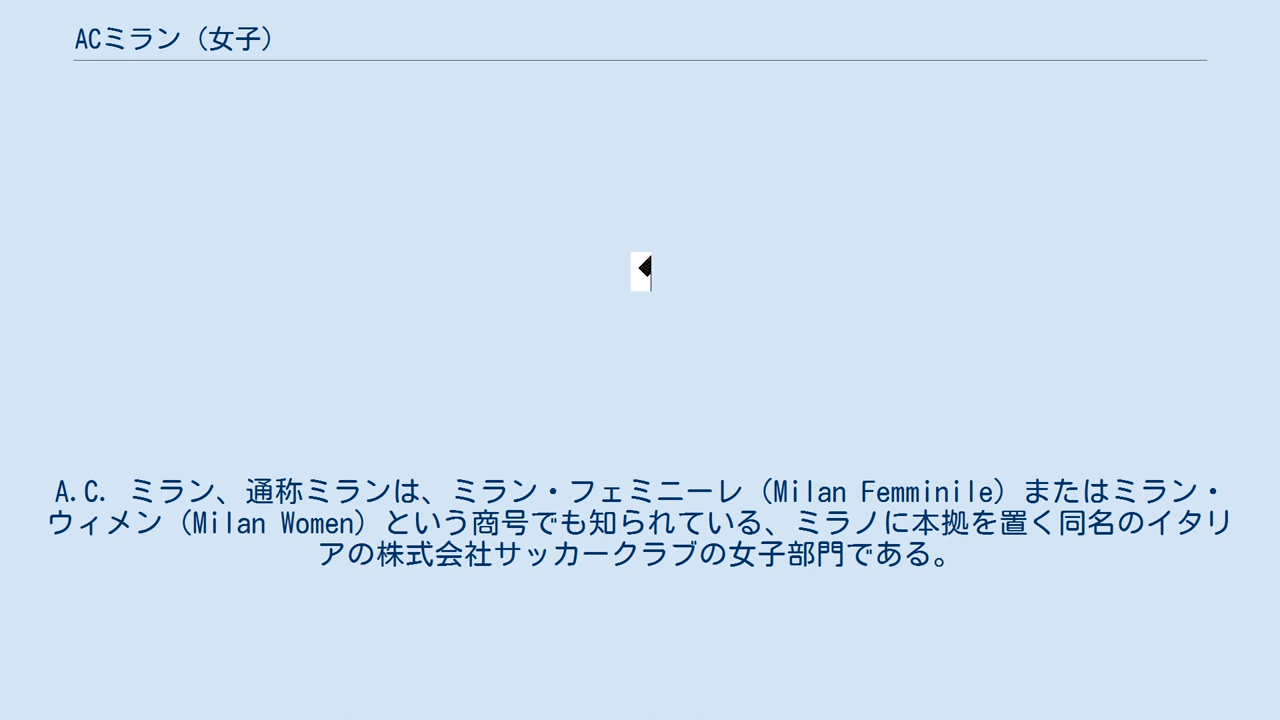 ACミラン（女子）
A.C. ミラン、通称ミランは、ミラン・フェミニーレ（Milan Femminile）またはミラン・
ウィメン（Milan Women）という商号でも知られている、ミラノに本拠を置く同名のイタリ
アの株式会社サッカークラブの女子部門である。